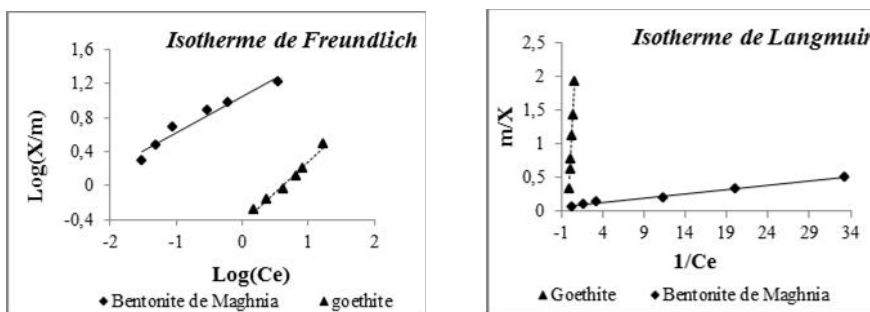 Isotherme de Freundlich
1,6
1,2
0,8
0,4
0
-0,4
-2
-1
0
1
2
Log(X/m)
Log(Ce)
Bentonite de Maghnia
goethite
Isotherme de Langmuir
2,5
2
1,5
1
0,5
0
-1
4
9
14
19
24
29
34
m/X
1/Ce
Goethite
Bentonite de Maghnia